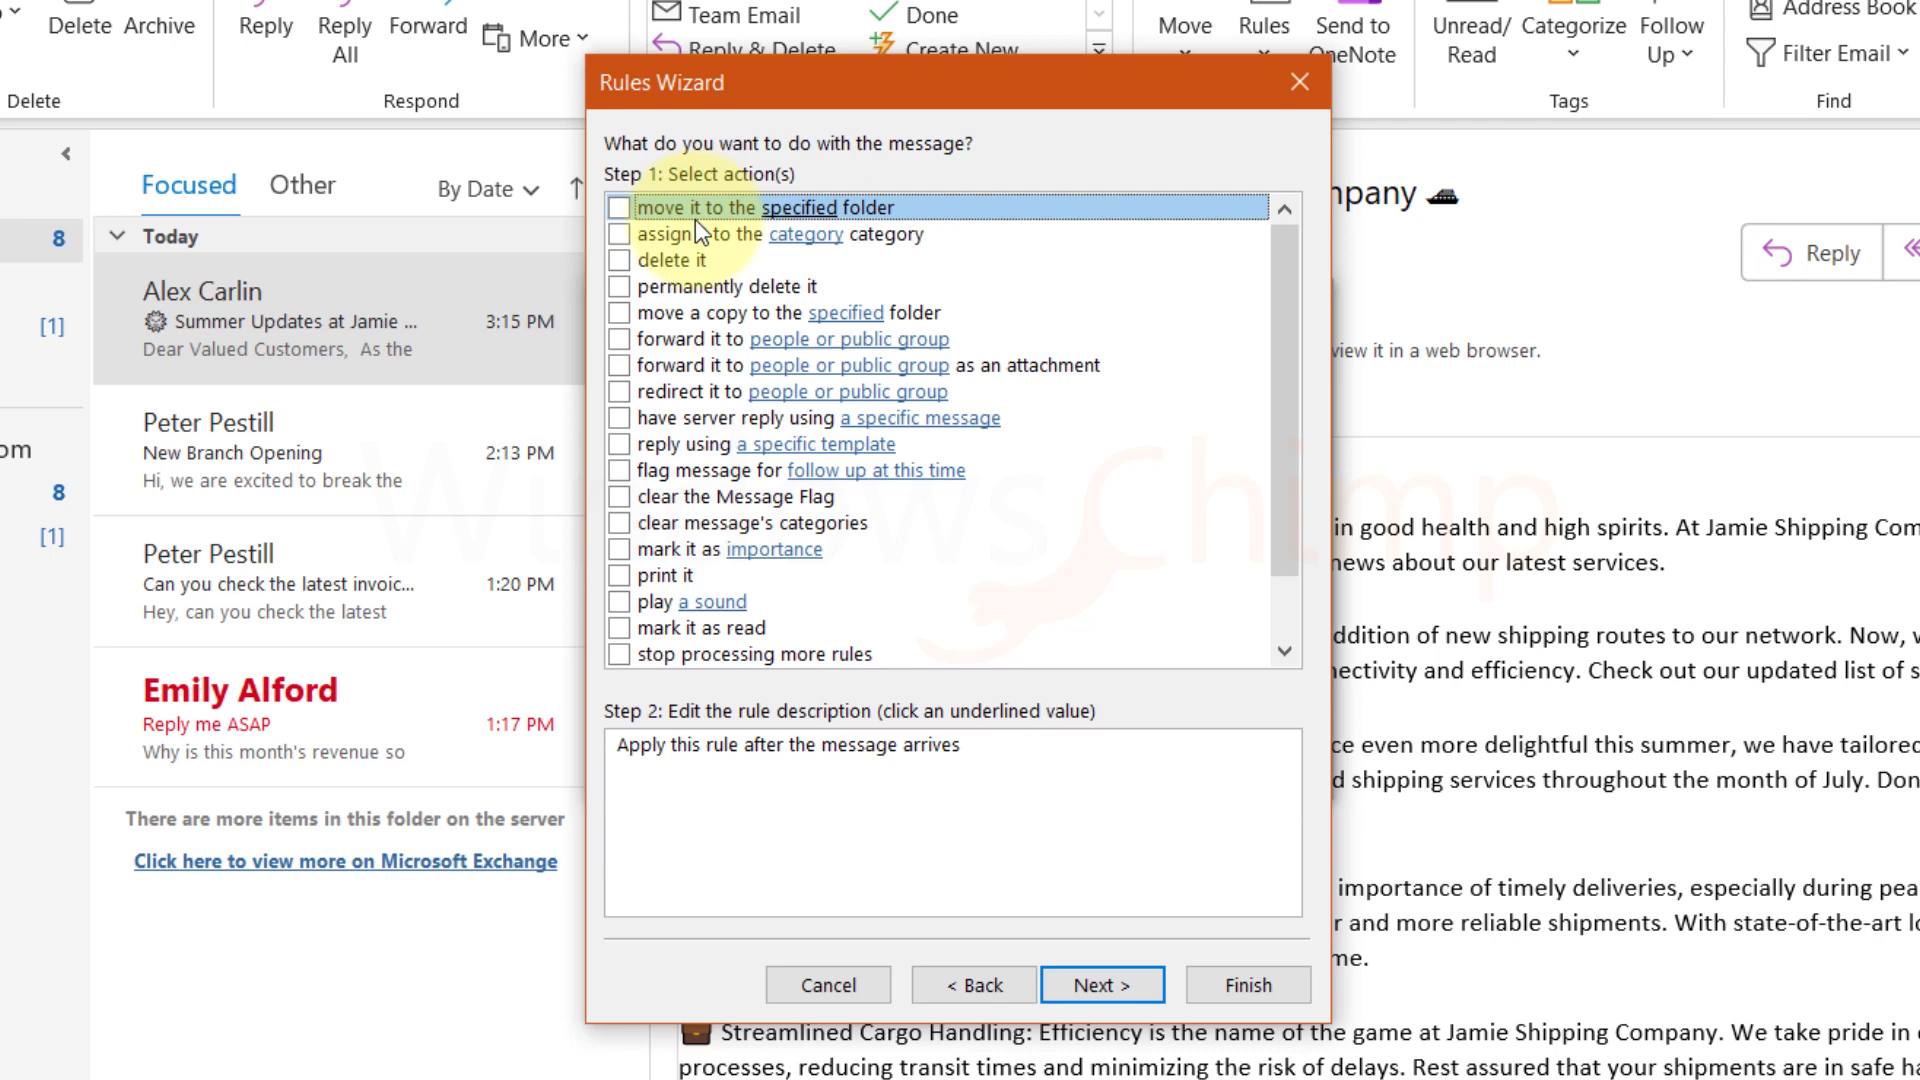 Delete
Archive
Reply
Reply
All
Forward
More
Team Email
Reply & Delete
Done
Create New
Move
Rules
Send to
OneNote
Unread/
Read
Categorize
Follow
Up
Address Book
Filter Email
Delete
Respond
Tags
Find
Rules Wizard
What do you want to do with the message?
Step 1: Select action(s)
move it to the specified folder
assign to the category category
delete it
permanently delete it
move a copy to the specified folder
forward it to people or public group
forward it to people or public group as an attachment
redirect it to people or public group
have server reply using a specific message
reply using a specific template
flag message for follow up at this time
clear the Message Flag
clear message's categories
mark it as importance
print it
play a sound
mark it as read
stop processing more rules
Step 2: Edit the rule description (click an underlined value)
Apply this rule after the message arrives
Cancel
< Back
Next >
Finish
8
[1]
om
8
[1]
Focused
Other
By Date
Today
Alex Carlin
Summer Updates at Jamie ...
3:15 PM
Dear Valued Customers, As the
Peter Pestill
New Branch Opening
2:13 PM
Hi, we are excited to break the
Peter Pestill
Can you check the latest invoic...
1:20 PM
Hey, can you check the latest
Emily Alford
Reply me ASAP
1:17 PM
Why is this month's revenue so
There are more items in this folder on the server
Click here to view more on Microsoft Exchange
mpany
Reply
view it in a web browser.
in good health and high spirits. At Jamie Shipping Com
news about our latest services.
ddition of new shipping routes to our network. Now, w
nectivity and efficiency. Check out our updated list of s
ce even more delightful this summer, we have tailored
d shipping services throughout the month of July. Don
importance of timely deliveries, especially during pea
r and more reliable shipments. With state-of-the-art lo
me.
Streamlined Cargo Handling: Efficiency is the name of the game at Jamie Shipping Company. We take pride in o
processes, reducing transit times and minimizing the risk of delays. Rest assured that your shipments are in safe ha
Windows Chimp